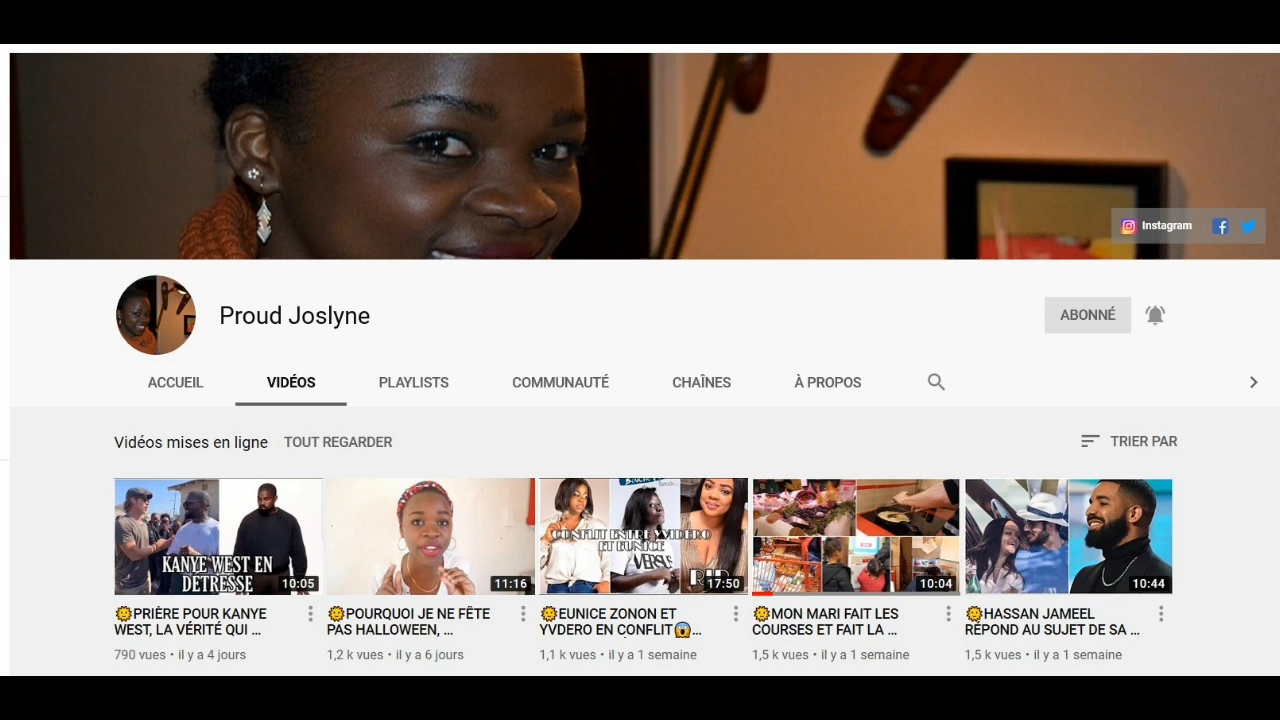 Instagram
Proud Joslyne
ABONNÉ
ACCUEIL VIDÉOS PLAYLISTS COMMUNAUTÉ CHAÎNES À PROPOS
Vidéos mises en ligne TOUT REGARDER
TRIER PAR
KANYE WEST EN
DÉTRESSE
10:05
11:16
CONFLIT ENTRE YVIDERO
ET EUNICE
VERSUS
RIP
17:50
10:04
10:44
🌞PRIÈRE POUR KANYE
WEST, LA VÉRITÉ QUI ...
790 vues • il y a 4 jours
🌞POURQUOI JE NE FÊTE
PAS HALLOWEEN, ...
1,2 k vues • il y a 6 jours
🌞EUNICE ZONON ET
YVDERO EN CONFLIT😱...
1,1 k vues • il y a 1 semaine
🌞MON MARI FAIT LES
COURSES ET FAIT LA ...
1,5 k vues • il y a 1 semaine
🌞HASSAN JAMEEL
RÉPOND AU SUJET DE SA ...
1,5 k vues • il y a 1 semaine